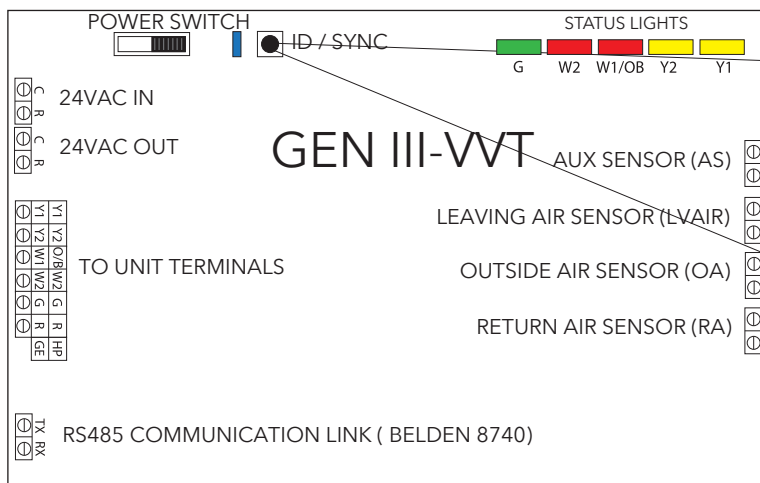 POWER SWITCH
ID / SYNC
STATUS LIGHTS
G W2 W1/OB Y2 Y1
C
R
24VAC IN
C
R
24VAC OUT
GEN III-VVT
AUX SENSOR (AS)
LEAVING AIR SENSOR (LVAIR)
OUTSIDE AIR SENSOR (OA)
RETURN AIR SENSOR (RA)
Y1 Y1
Y2 Y2
W1 O/B
W2 W2
G G
R R
GE HP
TO UNIT TERMINALS
TX
RX
RS485 COMMUNICATION LINK ( BELDEN 8740)